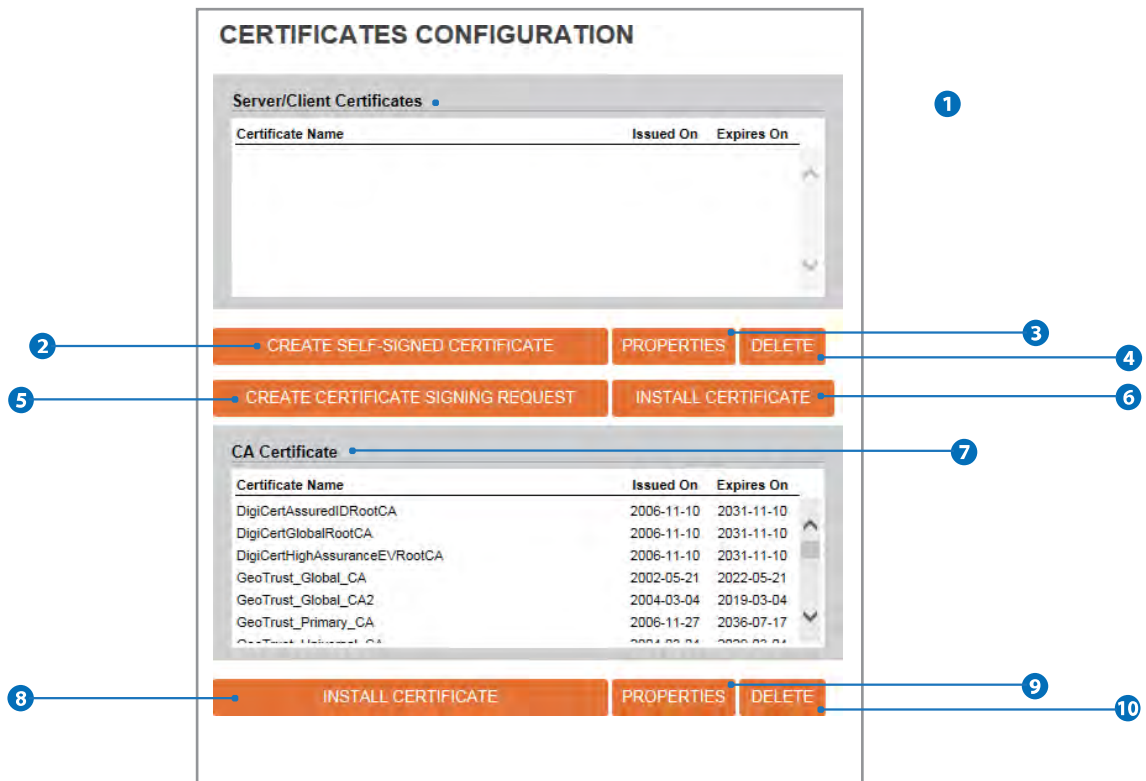 CERTIFICATES CONFIGURATION
Server/Client Certificates
1
Certificate Name Issued On Expires On
2
CREATE SELF-SIGNED CERTIFICATE PROPERTIES DELETE
3
4
5
CREATE CERTIFICATE SIGNING REQUEST INSTALL CERTIFICATE
6
CA Certificate
7
Certificate Name Issued On Expires On
DigiCertAssuredIDRootCA 2006-11-10 2031-11-10
DigiCertGlobalRootCA 2006-11-10 2031-11-10
DigiCertHighAssuranceEVRootCA 2006-11-10 2031-11-10
GeoTrust_Global_CA 2002-05-21 2022-05-21
GeoTrust_Global_CA2 2004-03-04 2019-03-04
GeoTrust_Primary_CA 2006-11-27 2036-07-17
8
INSTALL CERTIFICATE PROPERTIES DELETE
9
10